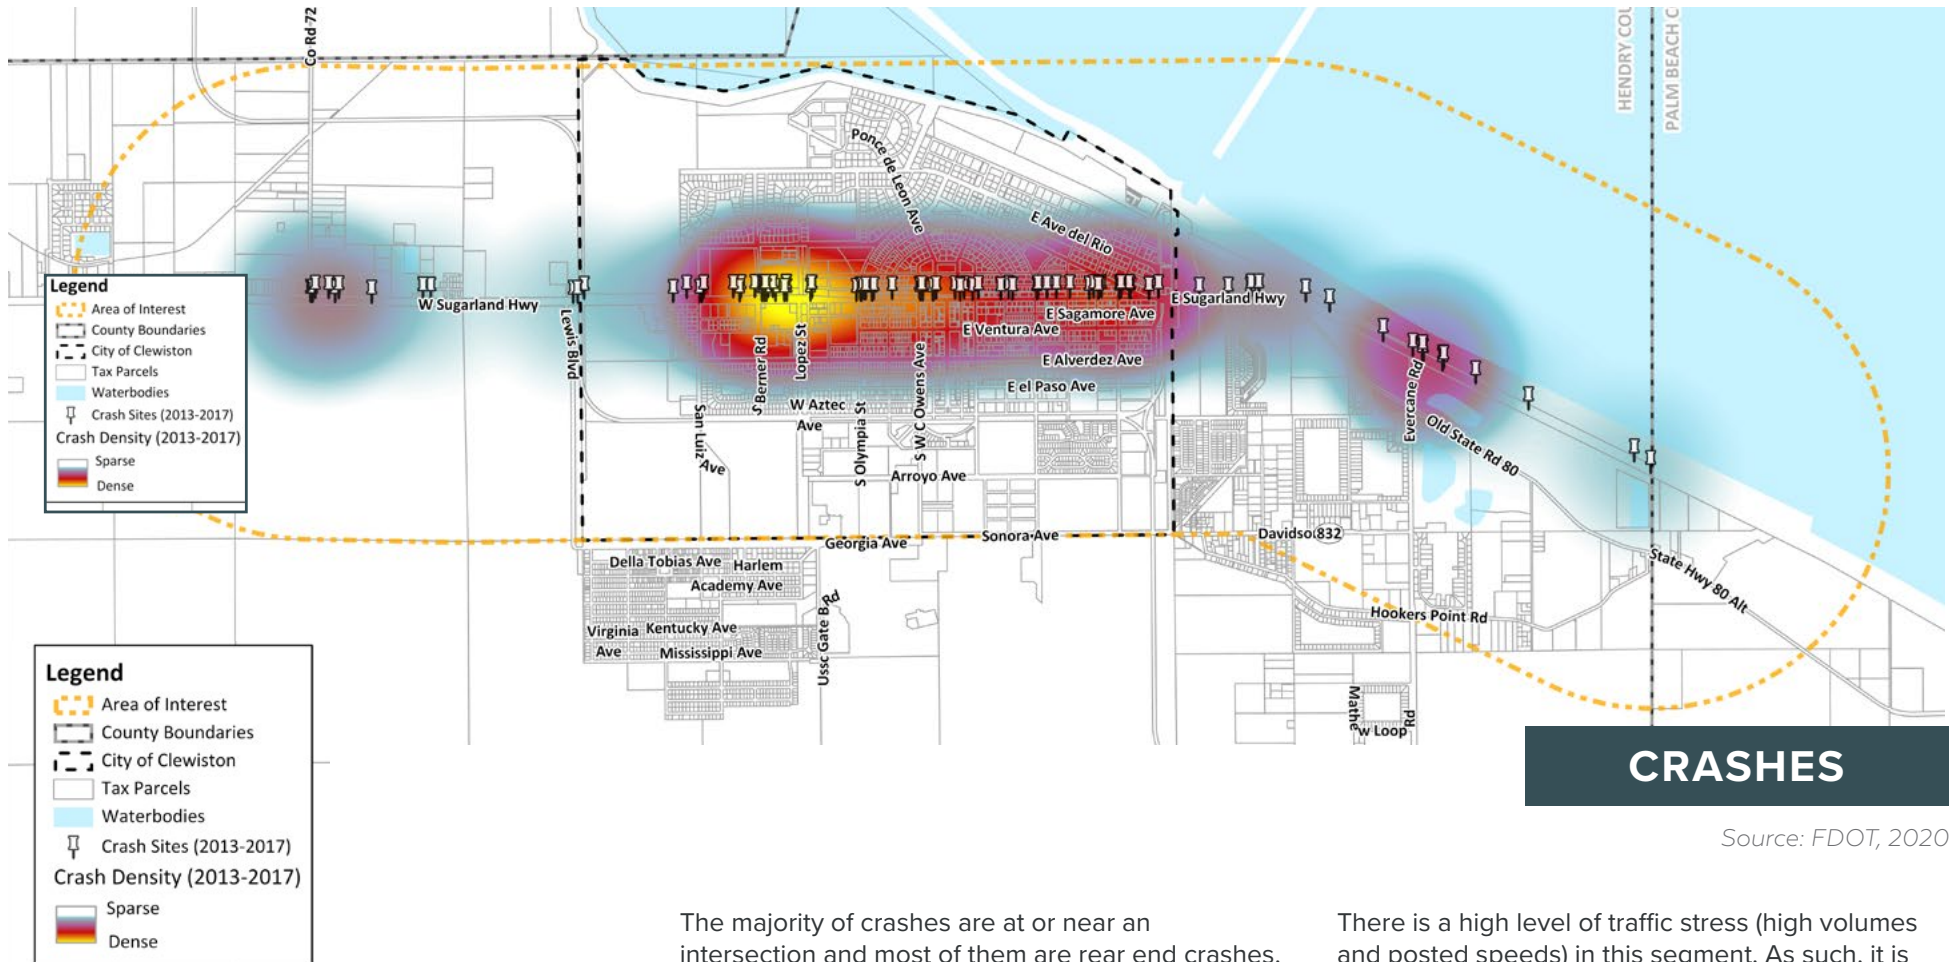 Co Rd 72
HENDRY COU
PALM BEACH C
Ponce de Leon Ave
E Ave del Rio
W Sugarland Hwy
E Sugarland Hwy
E Sagamore Ave
E Ventura Ave
E Alverdez Ave
E el Paso Ave
Lewis Blvd
S Berner Rd
Lopez St
S W C Owens Ave
San Luiz Ave
W Aztec
Ave
S Olympia St
Arroyo Ave
Evercane Rd
Old State Rd 80
Georgia Ave
Sonora Ave
Davidso
832
State Hwy 80 Alt
Della Tobias Ave
Harlem
Academy Ave
Hookers Point Rd
Virginia
Ave
Kentucky Ave
Mississippi Ave
Ussc Gate B Rd
Mathe
w Loop
Rd
Legend
Area of Interest
County Boundaries
City of Clewiston
Tax Parcels
Waterbodies
Crash Sites (2013-2017)
Crash Density (2013-2017)
Sparse
Dense
Legend
Area of Interest
County Boundaries
City of Clewiston
Tax Parcels
Waterbodies
Crash Sites (2013-2017)
Crash Density (2013-2017)
Sparse
Dense
CRASHES
Source: FDOT, 2020
The majority of crashes are at or near an
intersection and most of them are rear end crashes.
There is a high level of traffic stress (high volumes
and posted speeds) in this segment. As such, it is